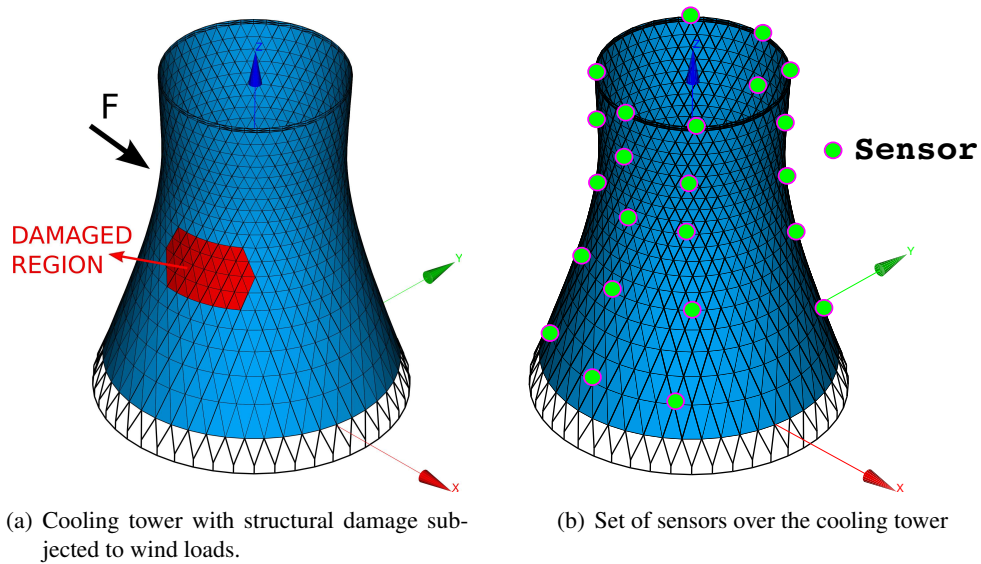 F
DAMAGED
REGION
Z
Y
X
(a) Cooling tower with structural damage sub-
jected to wind loads.
Z
Sensor
Y
X
(b) Set of sensors over the cooling tower